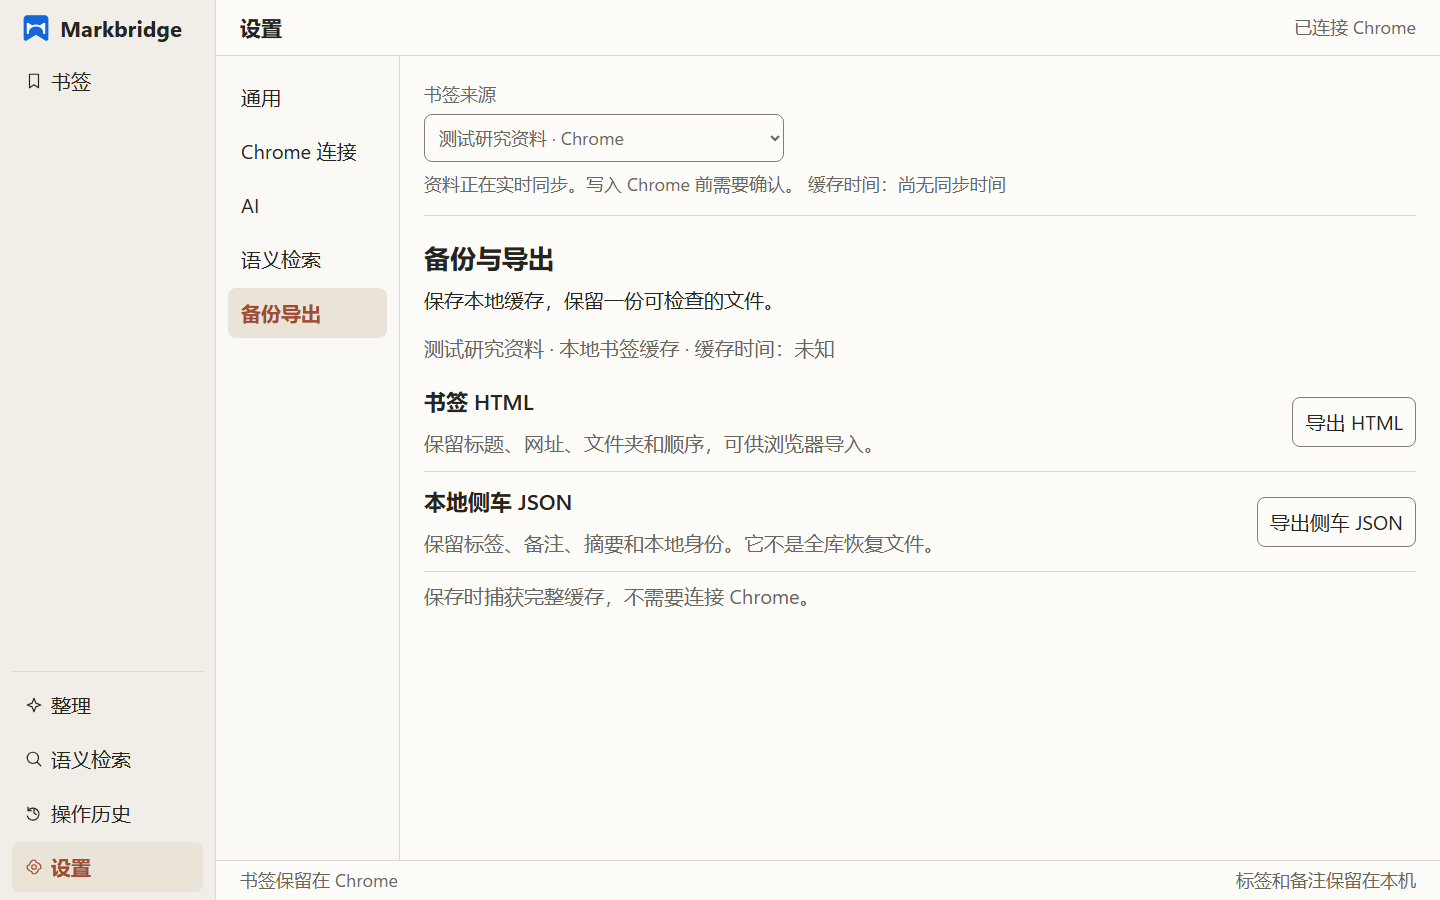 Markbridge
书签
整理
语义检索
操作历史
设置
设置
已连接 Chrome
通用
Chrome 连接
AI
语义检索
备份导出
书签来源
测试研究资料 · Chrome
资料正在实时同步。写入 Chrome 前需要确认。 缓存时间：尚无同步时间
备份与导出
保存本地缓存，保留一份可检查的文件。
测试研究资料 · 本地书签缓存 · 缓存时间：未知
书签 HTML
保留标题、网址、文件夹和顺序，可供浏览器导入。
导出 HTML
本地侧车 JSON
保留标签、备注、摘要和本地身份。它不是全库恢复文件。
导出侧车 JSON
保存时捕获完整缓存，不需要连接 Chrome。
书签保留在 Chrome
标签和备注保留在本机